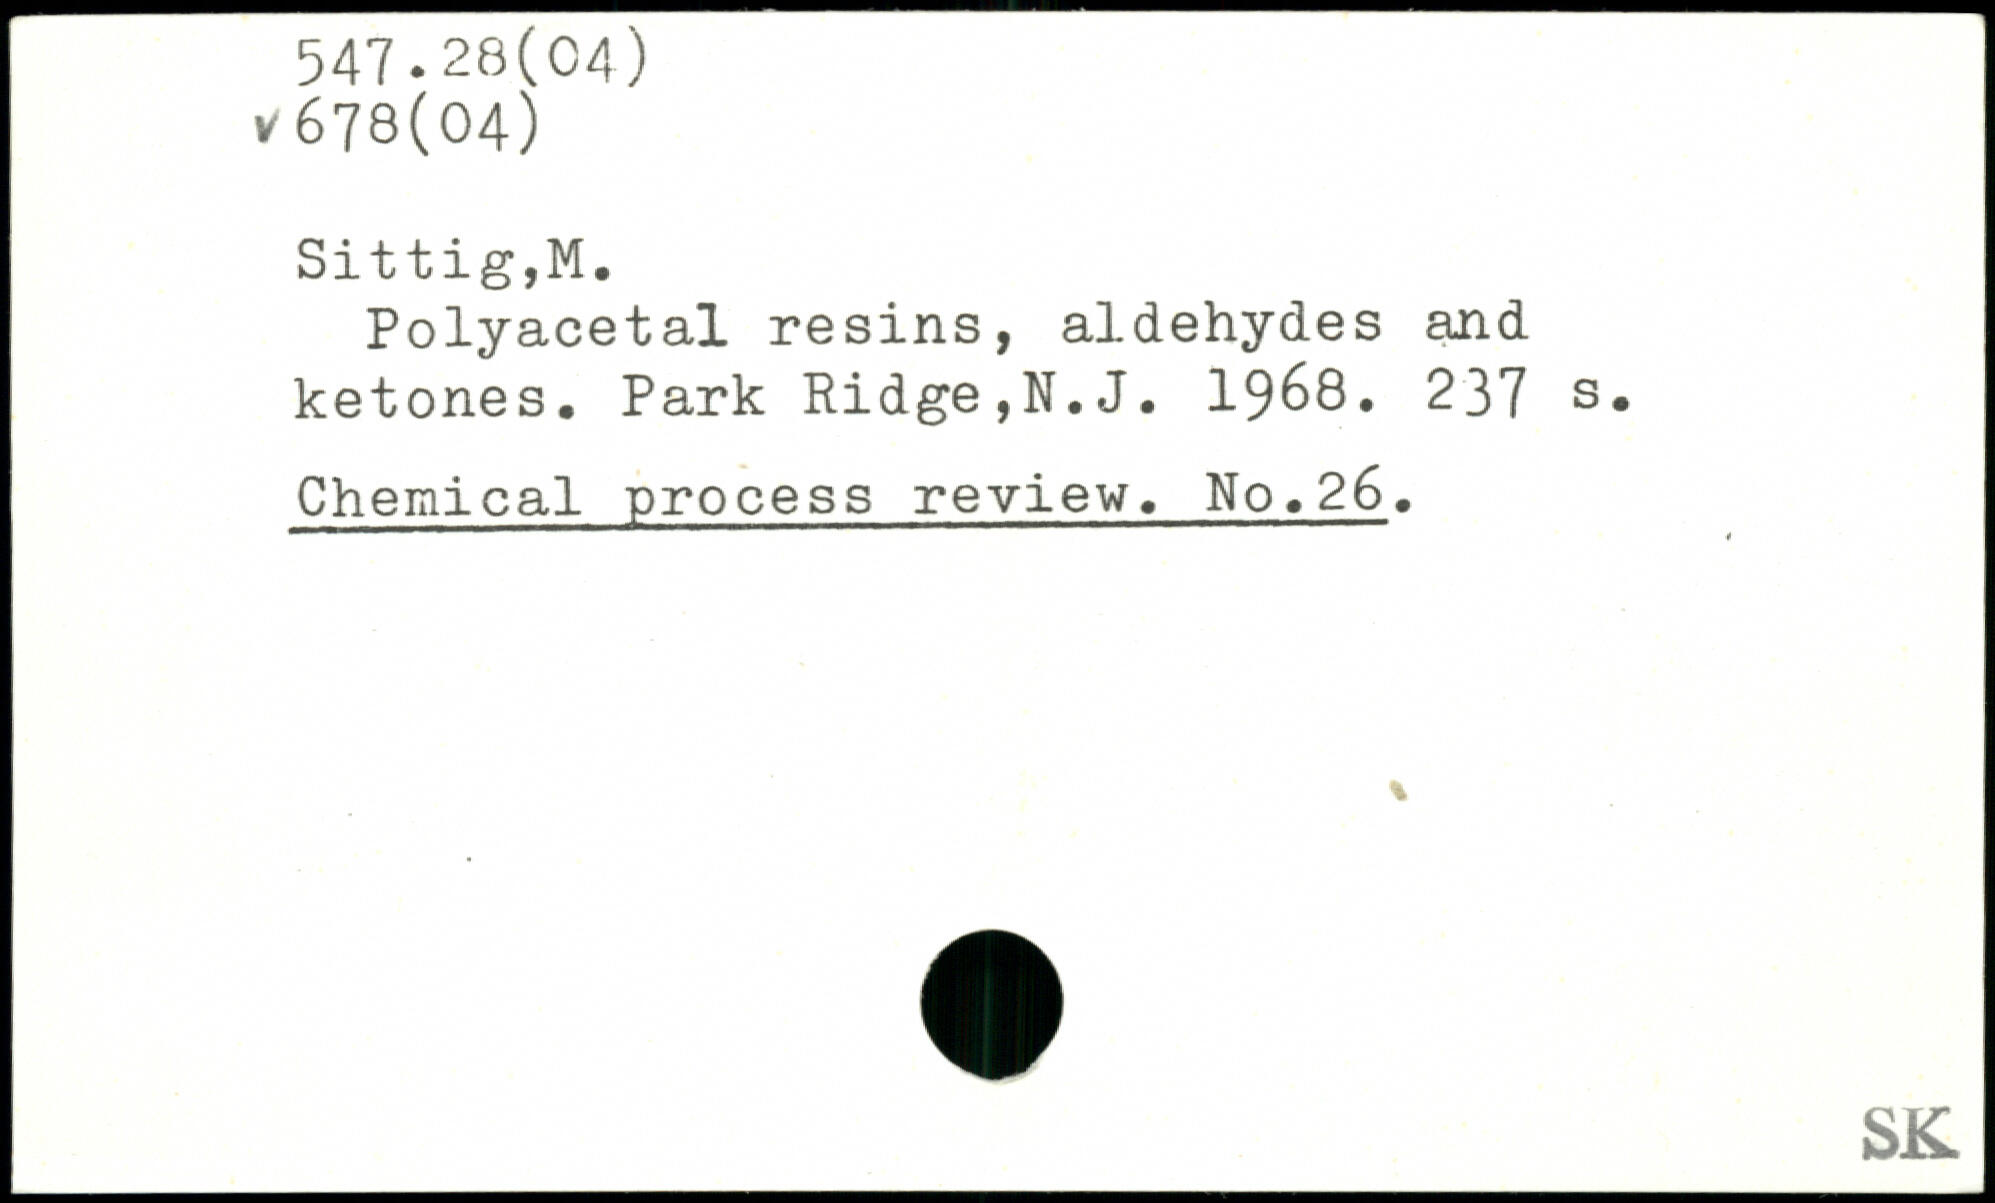 547.28(04)
v 678(04)
Sittig,M.
Polyacetal resins, aldehydes and
ketones. Park Ridge,N.J. 1968. 237 s.
Chemical process review. No.26.
SK